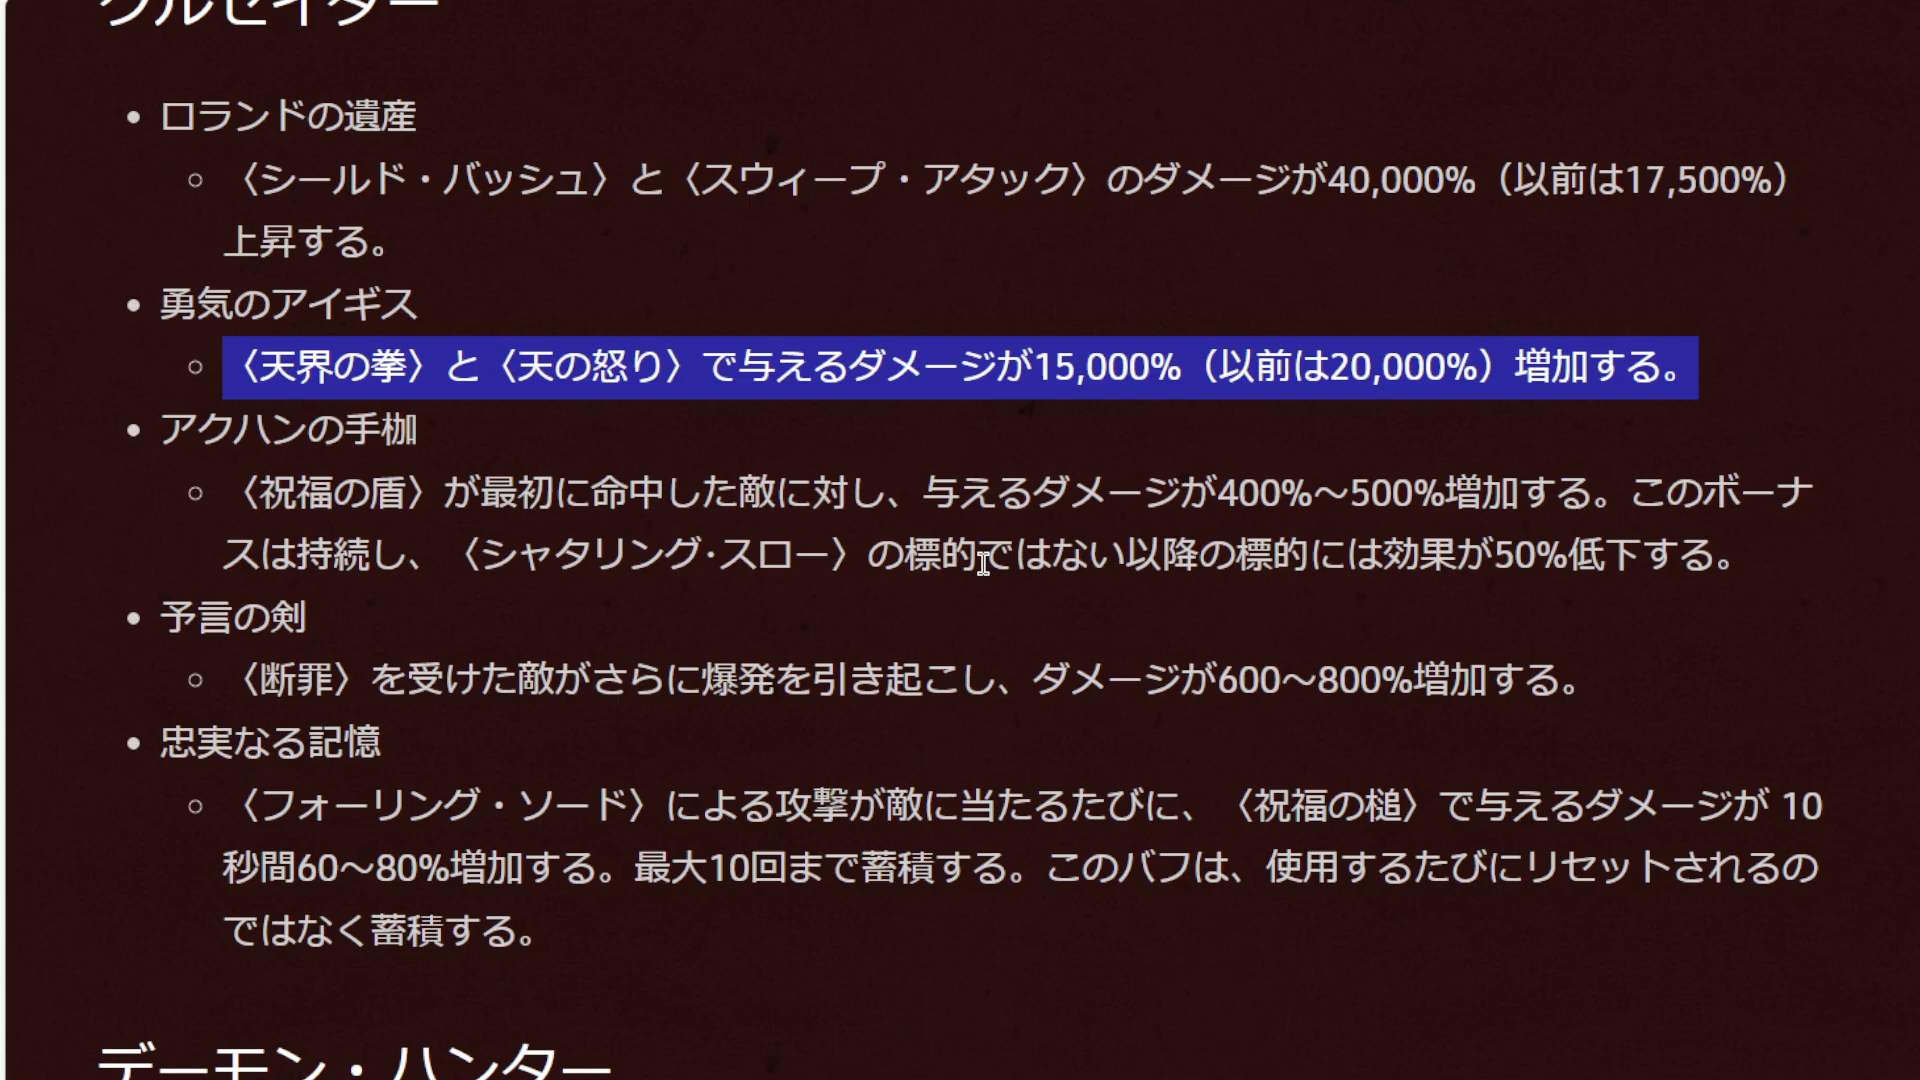 クルセイダー
• ロランドの遺産
○ 〈シールド・バッシュ〉と〈スウィープ・アタック〉のダメージが40,000%（以前は17,500%）
上昇する。
• 勇気のアイギス
○ 〈天界の拳〉と〈天の怒り〉で与えるダメージが15,000%（以前は20,000%）増加する。
• アクハンの手枷
○ 〈祝福の盾〉が最初に命中した敵に対し、与えるダメージが400%～500%増加する。このボーナ
スは持続し、〈シャタリング·スロー〉の標的ではない以降の標的には効果が50%低下する。
• 予言の剣
○ 〈断罪〉を受けた敵がさらに爆発を引き起こし、ダメージが600～800%増加する。
• 忠実なる記憶
○ 〈フォーリング・ソード〉による攻撃が敵に当たるたびに、〈祝福の槌〉で与えるダメージが 10
秒間60～80%増加する。最大10回まで蓄積する。このバフは、使用するたびにリセットされるの
ではなく蓄積する。
デーモン・ハンター